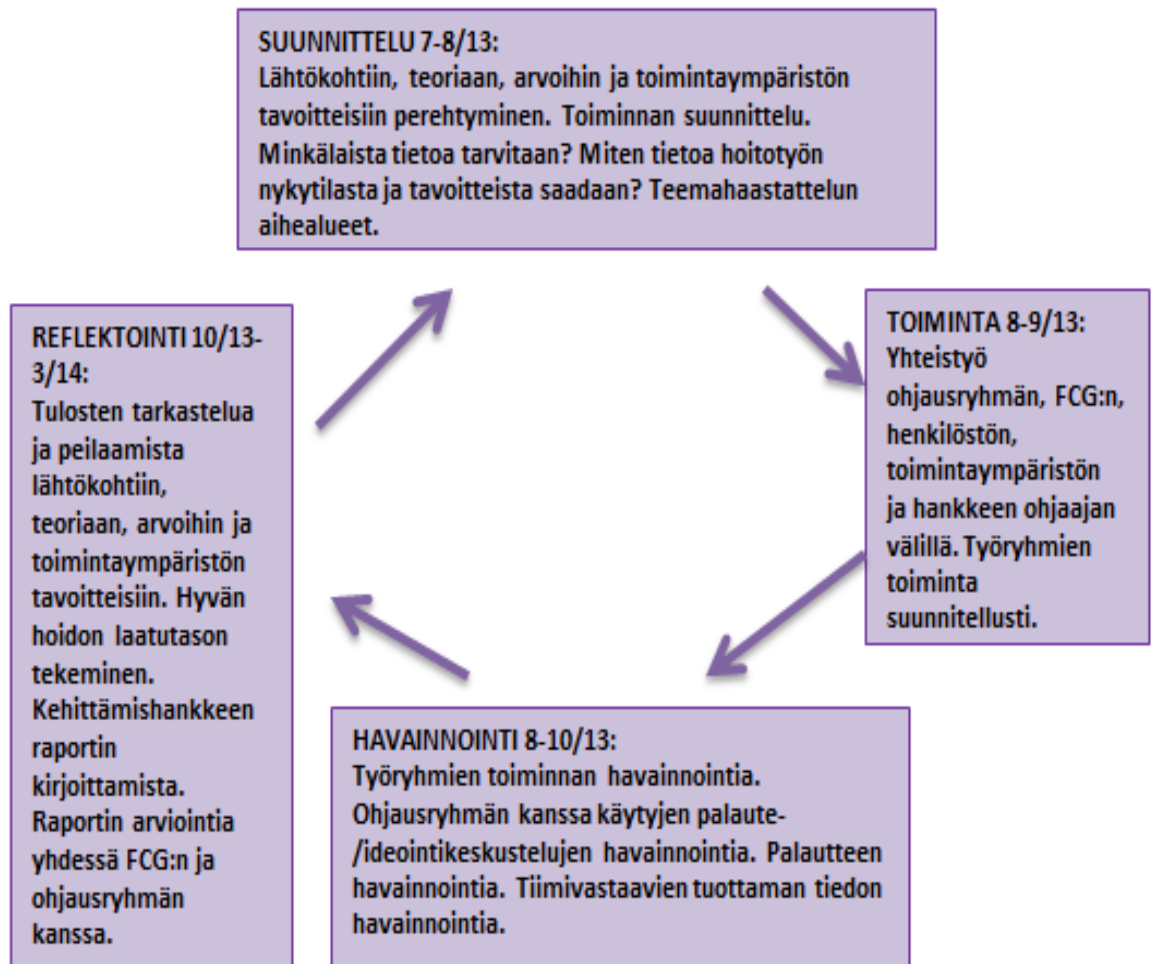 SUUNNITTELU 7-8/13:
Lähtökohtiin, teoriaan, arvoihin ja toimintaympäristön
tavoitteisiin perehtyminen. Toiminnan suunnittelu.
Minkälaista tietoa tarvitaan? Miten tietoa hoitotyön
nykytilasta ja tavoitteista saadaan? Teemahaastattelun
aihealueet.
TOIMINTA 8-9/13:
Yhteistyö
ohjausryhmän, FCG:n,
henkilöstön,
toimintaympäristön
ja hankkeen ohjaajan
välillä. Työryhmien
toiminta
suunnitellusti.
HAVAINNOINTI 8-10/13:
Työryhmien toiminnan havainnointia.
Ohjausryhmän kanssa käytyjen palaute-
/ideointikeskustelujen havainnointia. Palautteen
havainnointia. Tiimivastaavien tuottaman tiedon
havainnointia.
REFLEKTOINTI 10/13-
3/14:
Tulosten tarkastelua
ja peilaamista
lähtökohtiin,
teoriaan, arvoihin ja
toimintaympäristön
tavoitteisiin. Hyvän
hoidon laatutason
tekeminen.
Kehittämishankkeen
raportin
kirjoittamista.
Raportin arviointia
yhdessä FCG:n ja
ohjausryhmän
kanssa.